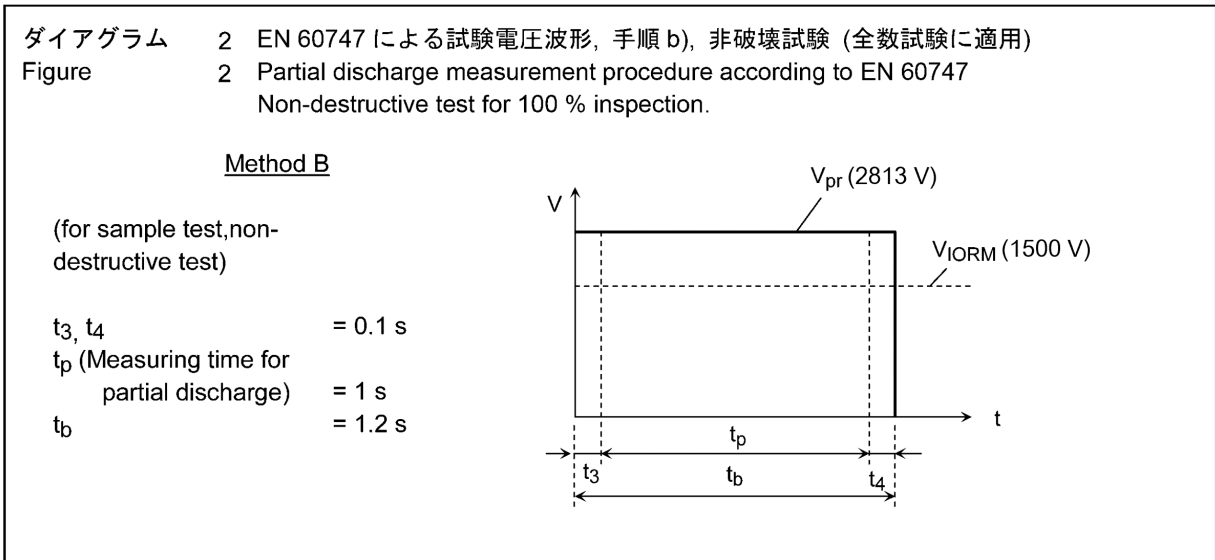 ダイアグラム 2 EN 60747 による試験電圧波形, 手順 b), 非破壊試験 (全数試験に適用)
Figure 2 Partial discharge measurement procedure according to EN 60747
Non-destructive test for 100 % inspection.
Method B
(for sample test,non-
destructive test)
t3, t4 = 0.1 s
tp (Measuring time for
partial discharge) = 1 s
tb = 1.2 s
Vpr (2813 V)
V
VIORM (1500 V)
t
tp
t3 tb t4